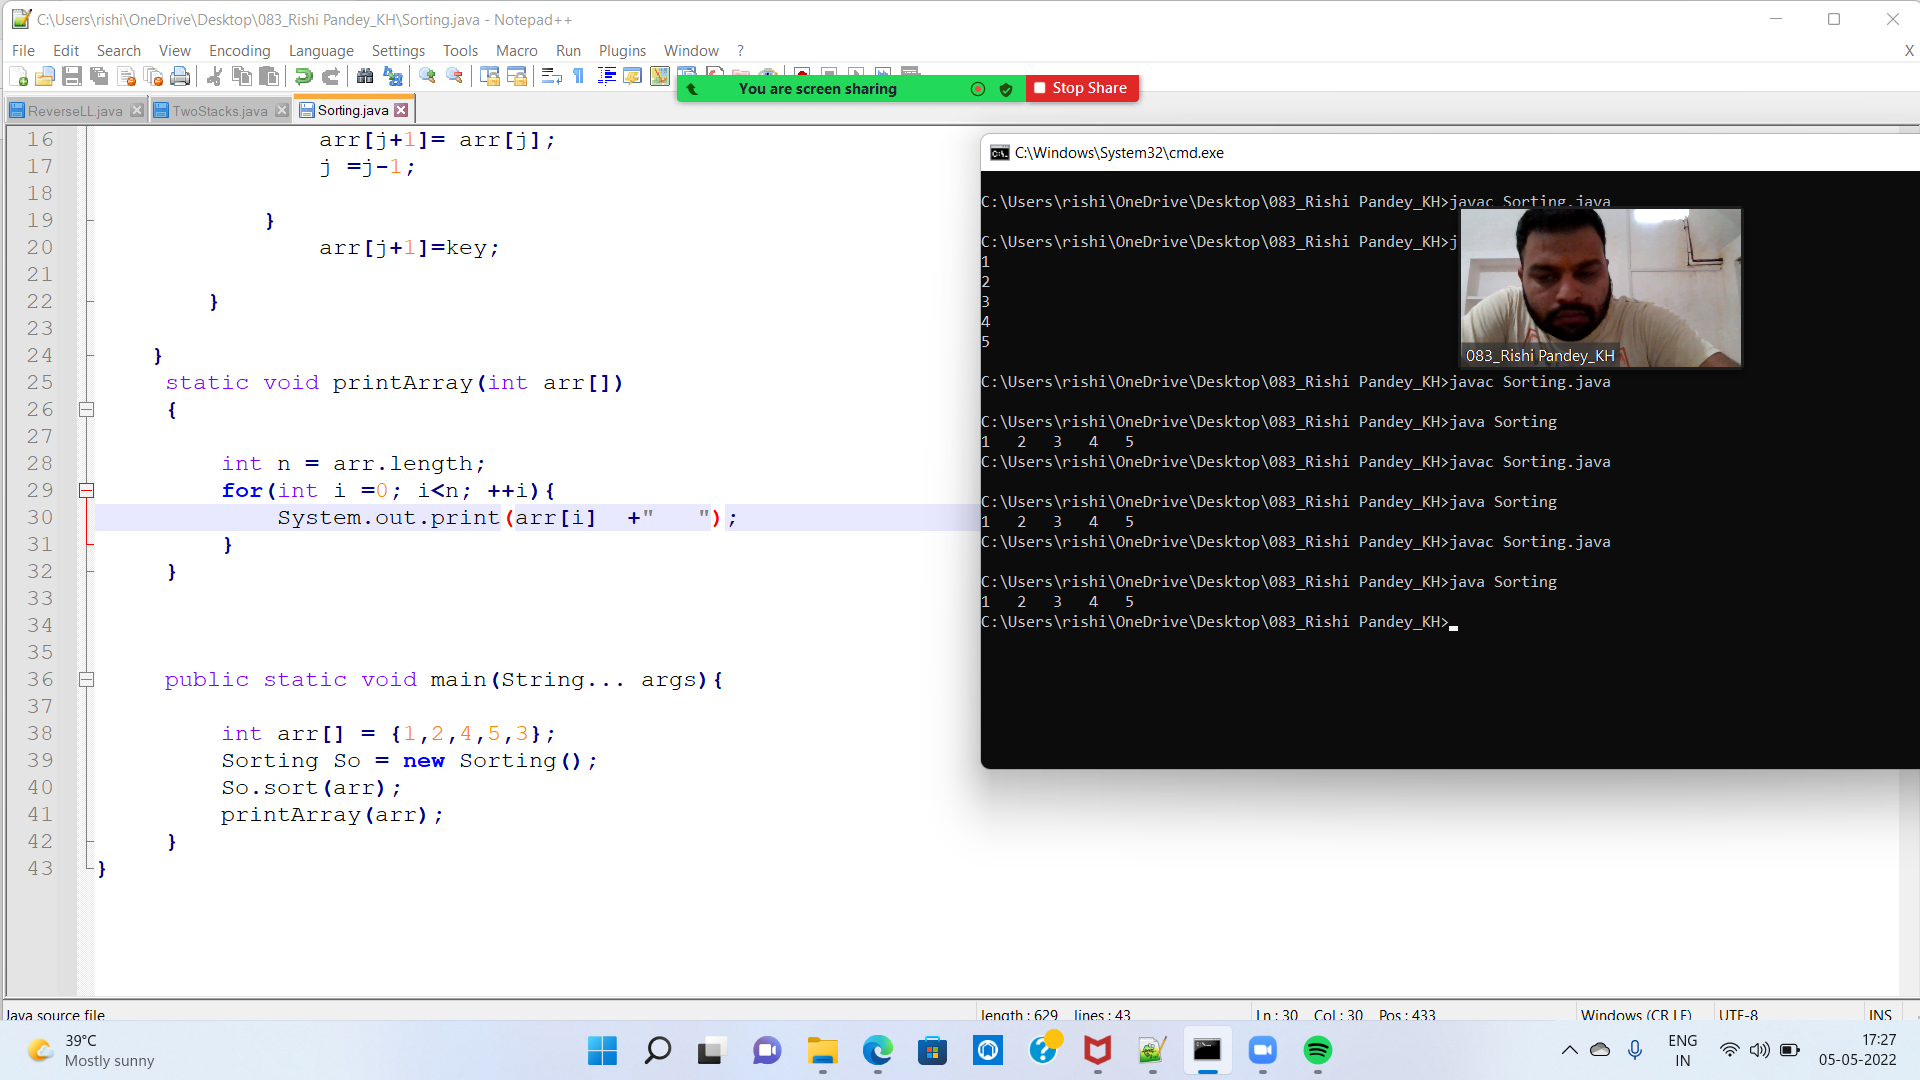 C:\Users\rishi\OneDrive\Desktop\083_Rishi Pandey_KH\Sorting.java - Notepad++
File Edit Search View Encoding Language Settings Tools Macro Run Plugins Window ?
X
You are screen sharing
Stop Share
ReverseLL.java
TwoStacks.java
Sorting.java
16 arr[j+1]= arr[j];
17 j =j-1;
18
19 }
20 arr[j+1]=key;
21
22 }
23
24 }
25 static void printArray(int arr[])
26 {
27
28 int n = arr.length;
29 for(int i =0; i<n; ++i){
30 System.out.print(arr[i]  +"   ");
31 }
32 }
33
34
35
36 public static void main(String... args){
37
38 int arr[] = {1,2,4,5,3};
39 Sorting So = new Sorting();
40 So.sort(arr);
41 printArray(arr);
42 }
43 }
C:\Windows\System32\cmd.exe
C:\Users\rishi\OneDrive\Desktop\083_Rishi Pandey_KH>javac Sorting.java
C:\Users\rishi\OneDrive\Desktop\083_Rishi Pandey_KH>j
1
2
3
4
5
083_Rishi Pandey_KH
C:\Users\rishi\OneDrive\Desktop\083_Rishi Pandey_KH>javac Sorting.java
C:\Users\rishi\OneDrive\Desktop\083_Rishi Pandey_KH>java Sorting
1   2   3   4   5
C:\Users\rishi\OneDrive\Desktop\083_Rishi Pandey_KH>javac Sorting.java
C:\Users\rishi\OneDrive\Desktop\083_Rishi Pandey_KH>java Sorting
1   2   3   4   5
C:\Users\rishi\OneDrive\Desktop\083_Rishi Pandey_KH>javac Sorting.java
C:\Users\rishi\OneDrive\Desktop\083_Rishi Pandey_KH>java Sorting
1   2   3   4   5
C:\Users\rishi\OneDrive\Desktop\083_Rishi Pandey_KH>
Java source file
length : 629 lines : 43
Ln : 30 Col : 30 Pos : 433
Windows (CR LF)
UTF-8
INS
39°C
Mostly sunny
ENG
IN
17:27
05-05-2022